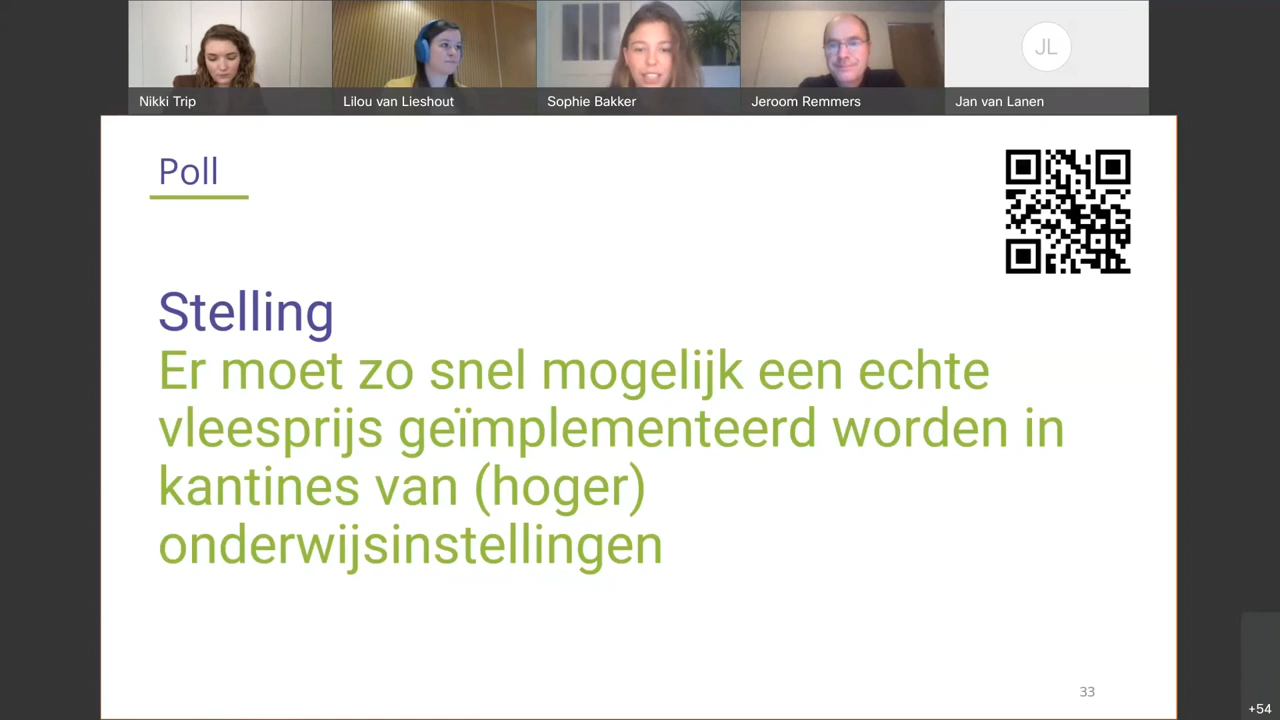 JL
Nikki Trip
Lilou van Lieshout
Sophie Bakker
Jeroom Remmers
Jan van Lanen
Poll
Stelling
Er moet zo snel mogelijk een echte
vleesprijs geïmplementeerd worden in
kantines van (hoger)
onderwijsinstellingen
33
+54